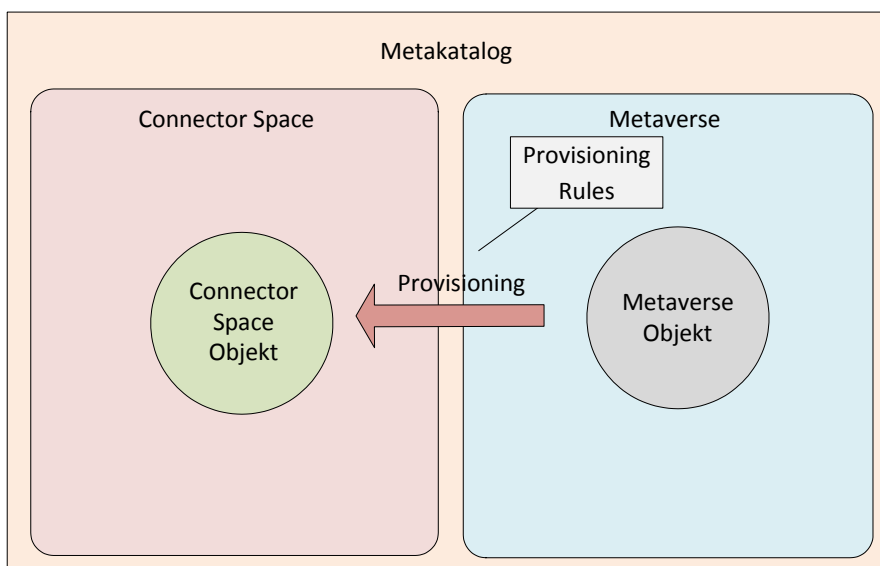 Metakatalog
Connector Space
Metaverse
Provisioning
Rules
Provisioning
Connector
Space
Objekt
Metaverse
Objekt